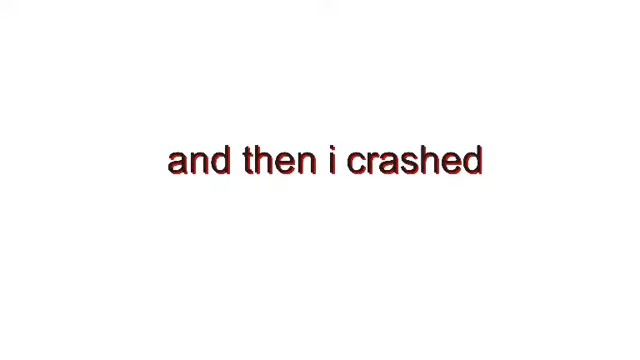 and then i crashed